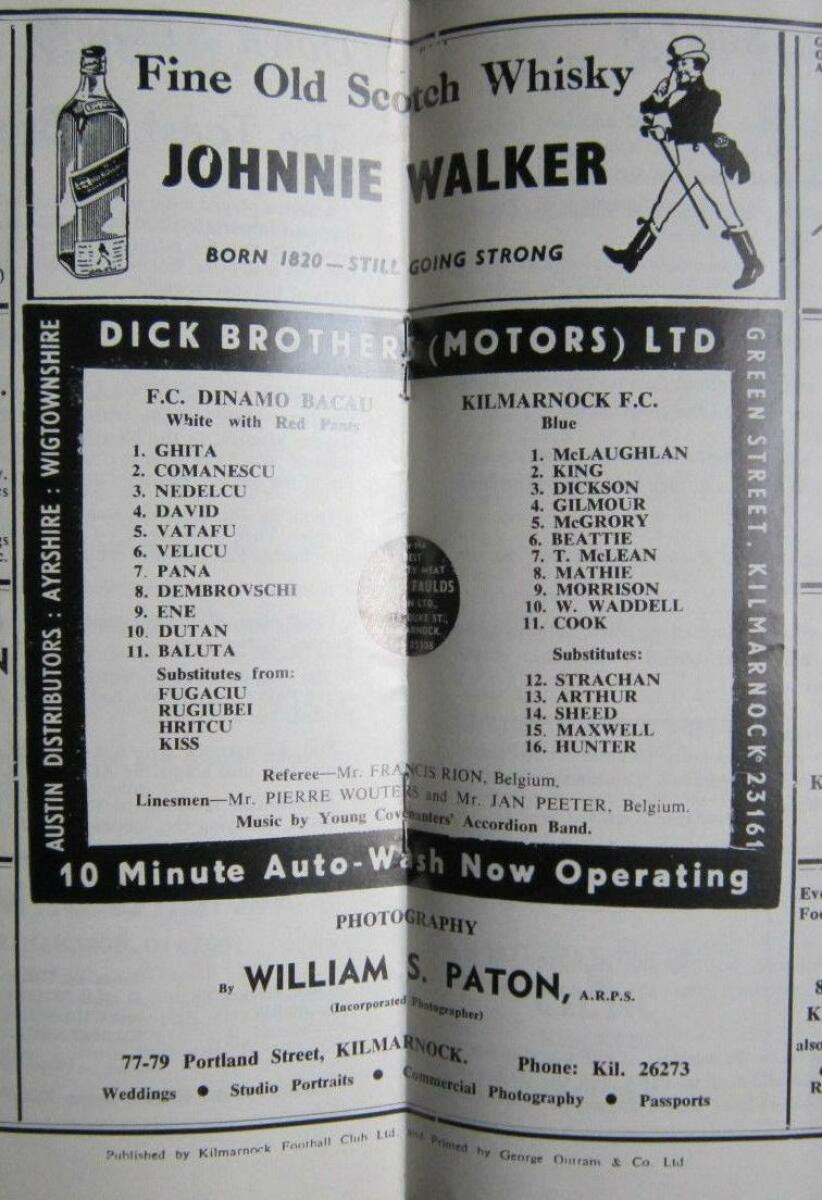 Fine Old Scotch Whisky
JOHNNIE WALKER
BORN 1820 — STILL GOING STRONG
DICK BROTHERS (MOTORS) LTD
AUSTIN DISTRIBUTORS : AYRSHIRE : WIGTOWNSHIRE
GREEN STREET, KILMARNOCK 23161
F.C. DINAMO BACAU
White with Red Pants
1. GHITA
2. COMANESCU
3. NEDELCU
4. DAVID
5. VATAFU
6. VELICU
7. PANA
8. DEMBROVSCHI
9. ENE
10. DUTAN
11. BALUTA
Substitutes from:
FUGACIU
RUGIUBEI
HRITCU
KISS
KILMARNOCK F.C.
Blue
1. McLAUGHLAN
2. KING
3. DICKSON
4. GILMOUR
5. McGRORY
6. BEATTIE
7. T. McLEAN
8. MATHIE
9. MORRISON
10. W. WADDELL
11. COOK
Substitutes:
12. STRACHAN
13. ARTHUR
14. SHEED
15. MAXWELL
16. HUNTER
MEAT
FAULDS
LTD.,
ST.,
Referee—Mr. FRANCIS RION, Belgium.
Linesmen—Mr. PIERRE WOUTERS and Mr. JAN PEETER, Belgium.
Music by Young Covenanters' Accordion Band.
10 Minute Auto-Wash Now Operating
PHOTOGRAPHY
By WILLIAM S. PATON, A.R.P.S.
(Incorporated Photographer)
77-79 Portland Street, KILMARNOCK. Phone: Kil. 26273
Weddings ● Studio Portraits ● Commercial Photography ● Passports
Published by Kilmarnock Football Club Ltd. and Printed by George Outram & Co. Ltd